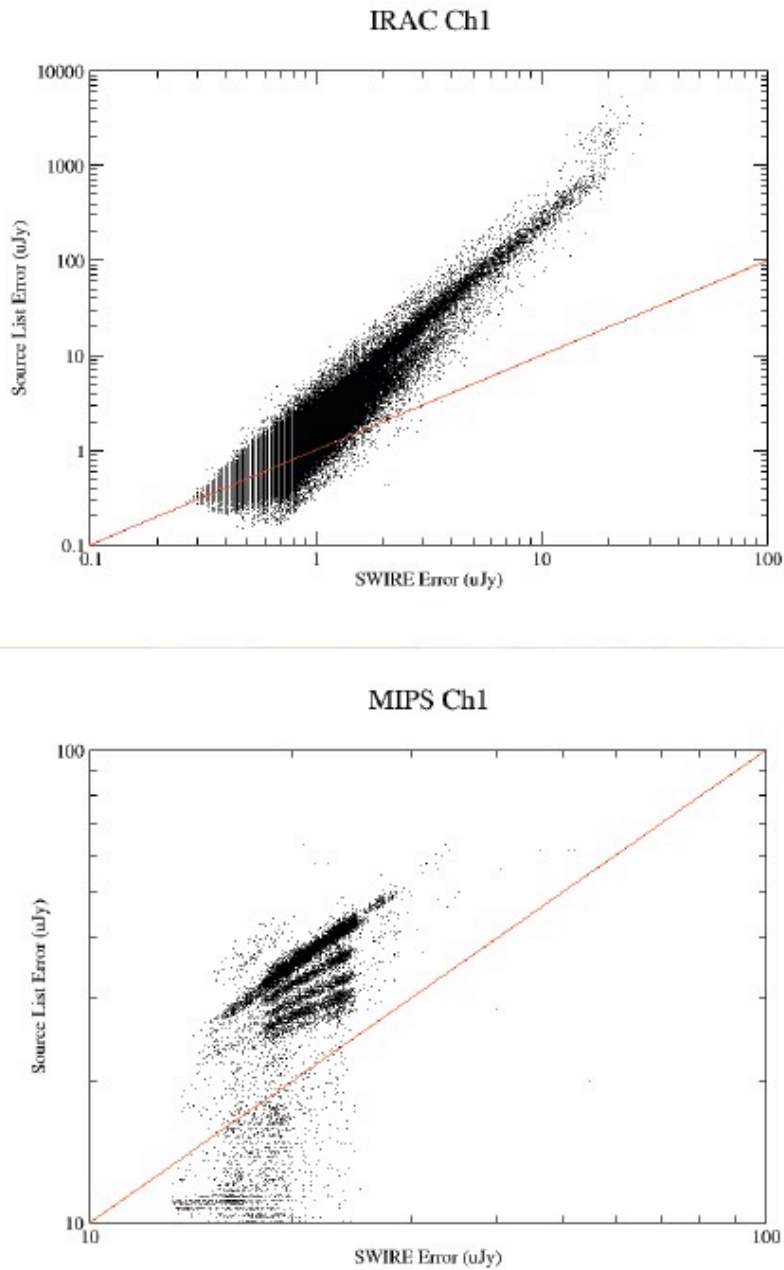 IRAC Ch1
10000
1000
100
10
1
0.1
Source List Error (uJy)
0.1 1 10 100
SWIRE Error (uJy)
MIPS Ch1
100
10
Source List Error (uJy)
10 100
SWIRE Error (uJy)